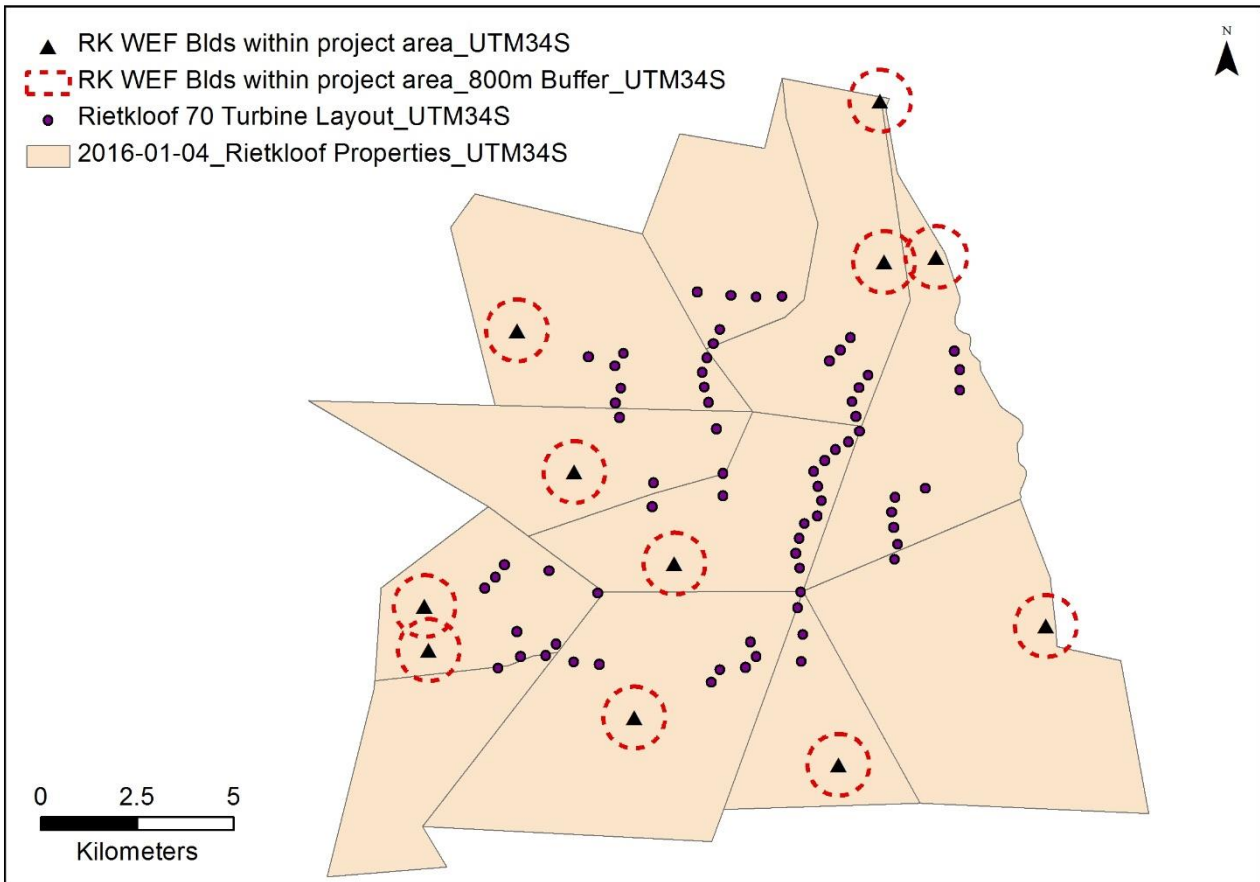 RK WEF Blds within project area_UTM34S
RK WEF Blds within project area_800m Buffer_UTM34S
Rietkloof 70 Turbine Layout_UTM34S
2016-01-04_Rietkloof Properties_UTM34S
N
0 2.5 5
Kilometers